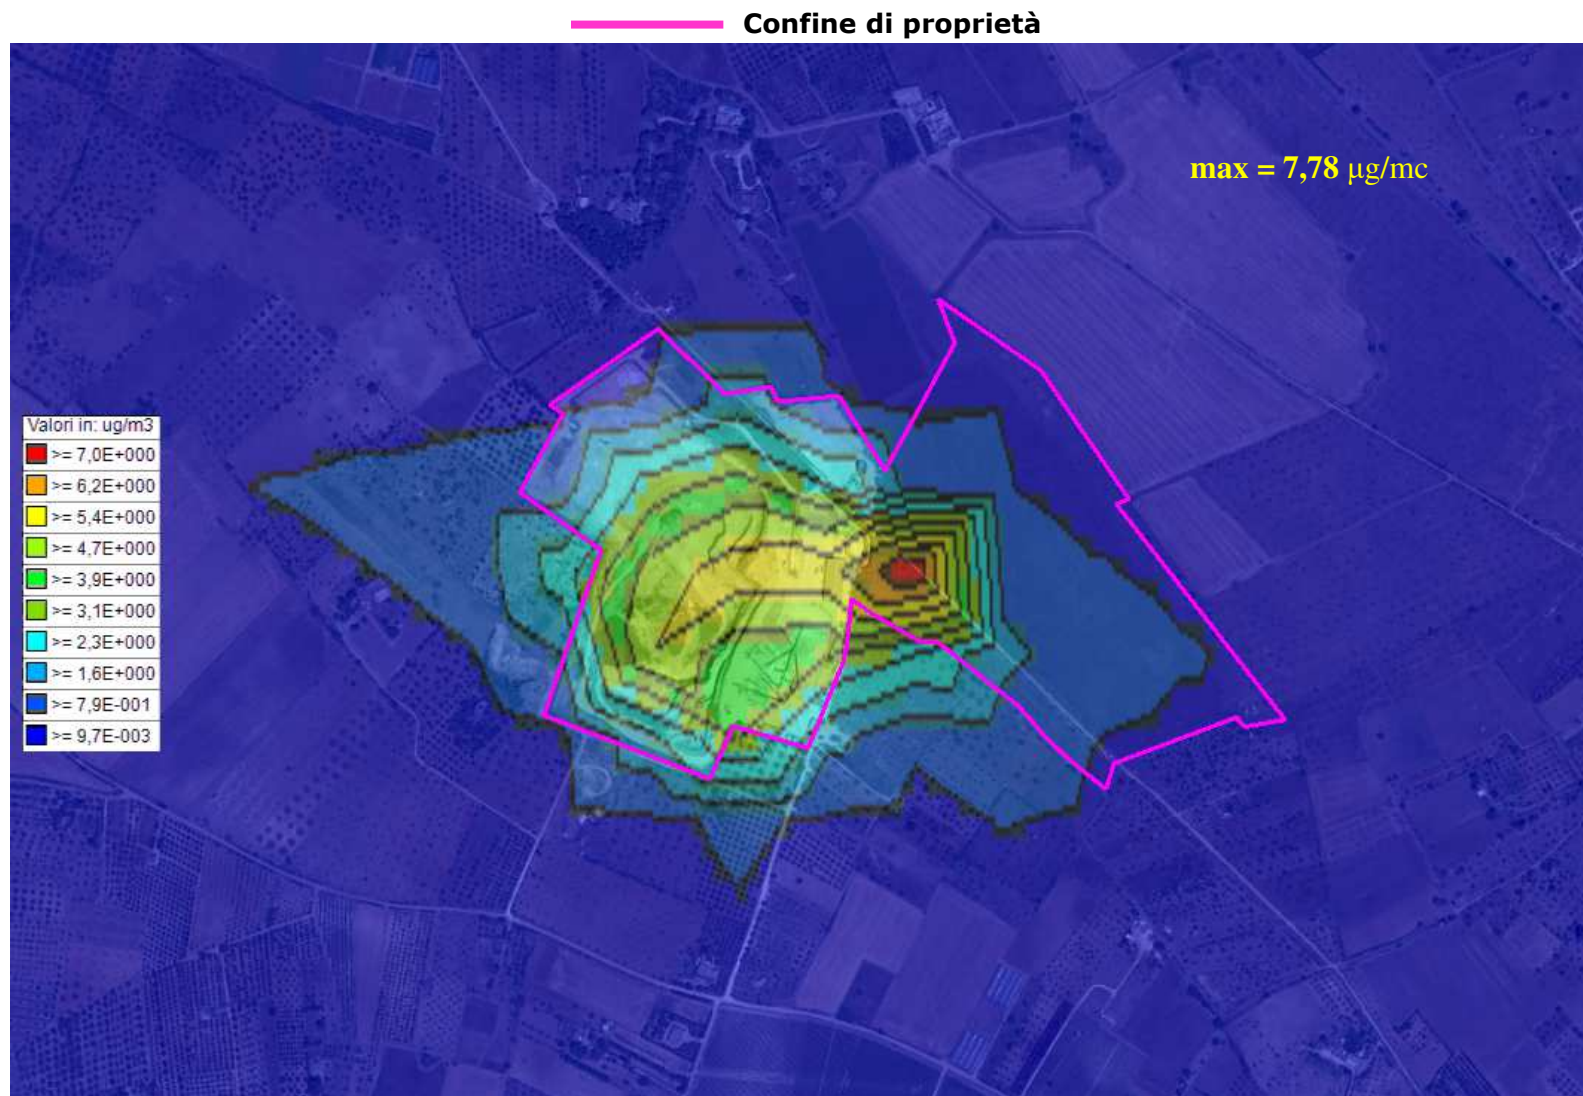 Confine di proprietà
max = 7,78 µg/mc
Valori in: ug/m3
>= 7,0E+000
>= 6,2E+000
>= 5,4E+000
>= 4,7E+000
>= 3,9E+000
>= 3,1E+000
>= 2,3E+000
>= 1,6E+000
>= 7,9E-001
>= 9,7E-003